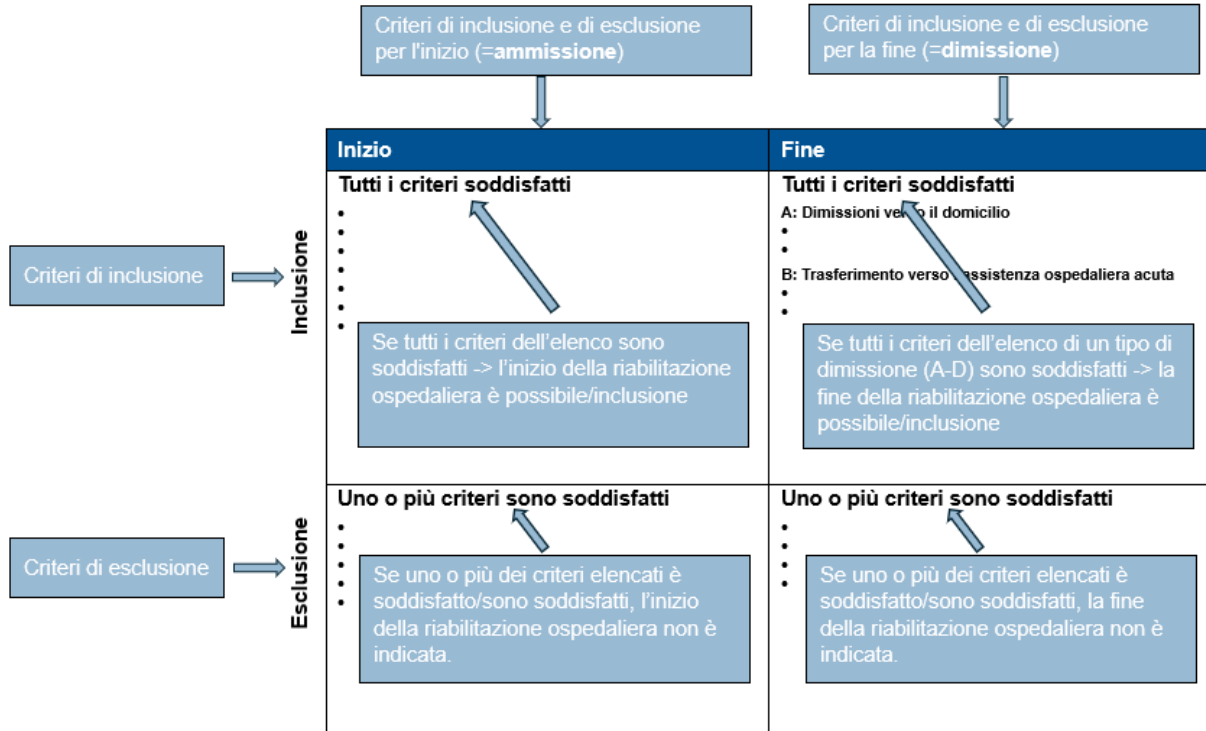 Criteri di inclusione e di esclusione
per l'inizio (=ammissione)
Criteri di inclusione e di esclusione
per la fine (=dimissione)
Inizio
Fine
Criteri di inclusione
Inclusione
Tutti i criteri soddisfatti
•
•
•
•
•
•
•
Se tutti i criteri dell'elenco sono
soddisfatti -> l'inizio della riabilitazione
ospedaliera è possibile/inclusione
Tutti i criteri soddisfatti
A: Dimissioni verso il domicilio
•
•
B: Trasferimento verso l'assistenza ospedaliera acuta
•
•
Se tutti i criteri dell'elenco di un tipo di
dimissione (A-D) sono soddisfatti -> la
fine della riabilitazione ospedaliera è
possibile/inclusione
Criteri di esclusione
Esclusione
Uno o più criteri sono soddisfatti
•
•
•
•
•
Se uno o più dei criteri elencati è
soddisfatto/sono soddisfatti, l'inizio
della riabilitazione ospedaliera non è
indicata.
Uno o più criteri sono soddisfatti
•
•
•
•
Se uno o più dei criteri elencati è
soddisfatto/sono soddisfatti, la fine
della riabilitazione ospedaliera non è
indicata.